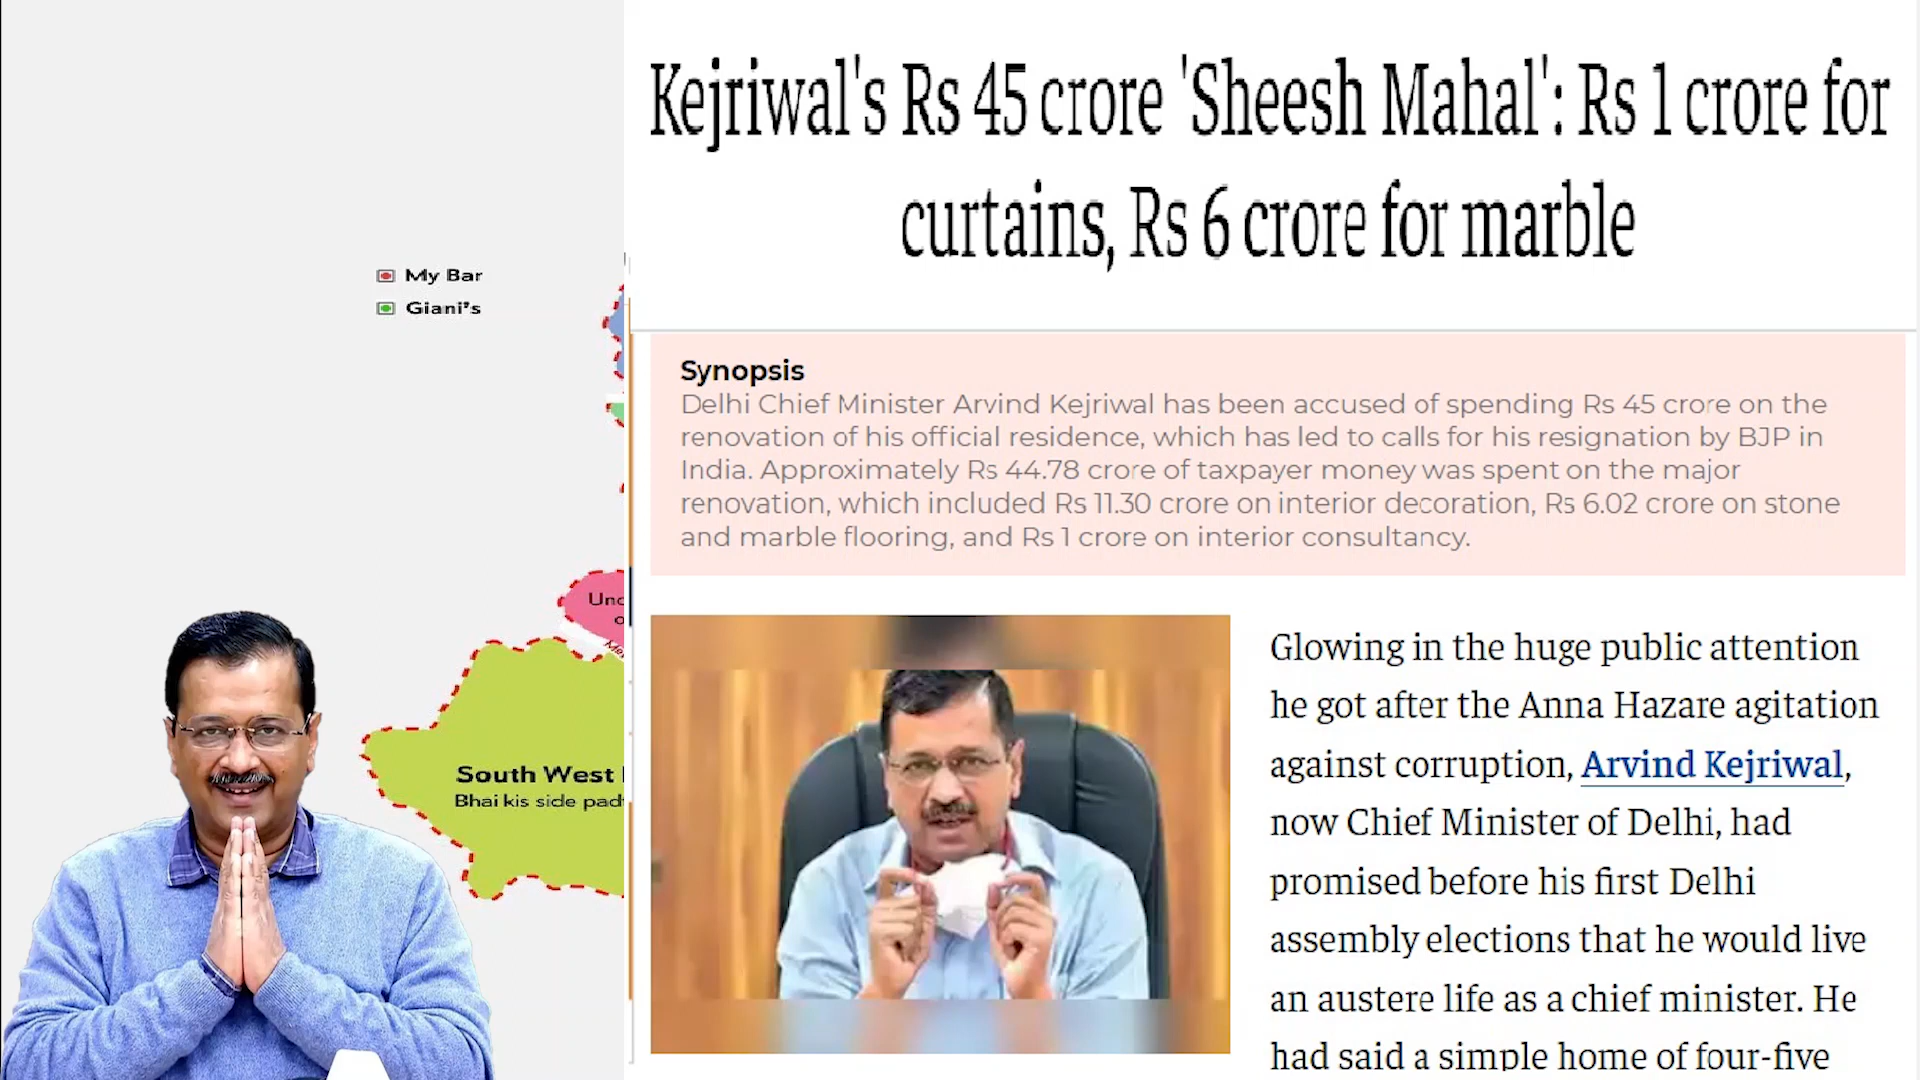 My Bar
Giani's
South West
Bhai kis side
Kejriwal's Rs 45 crore 'Sheesh Mahal': Rs 1 crore for
curtains, Rs 6 crore for marble
Synopsis
Delhi Chief Minister Arvind Kejriwal has been accused of spending Rs 45 crore on the
renovation of his official residence, which has led to calls for his resignation by BJP in
India. Approximately Rs 44.78 crore of taxpayer money was spent on the major
renovation, which included Rs 11.30 crore on interior decoration, Rs 6.02 crore on stone
and marble flooring, and Rs 1 crore on interior consultancy.
Glowing in the huge public attention
he got after the Anna Hazare agitation
against corruption, Arvind Kejriwal,
now Chief Minister of Delhi, had
promised before his first Delhi
assembly elections that he would live
an austere life as a chief minister. He
had said a simple home of four-five